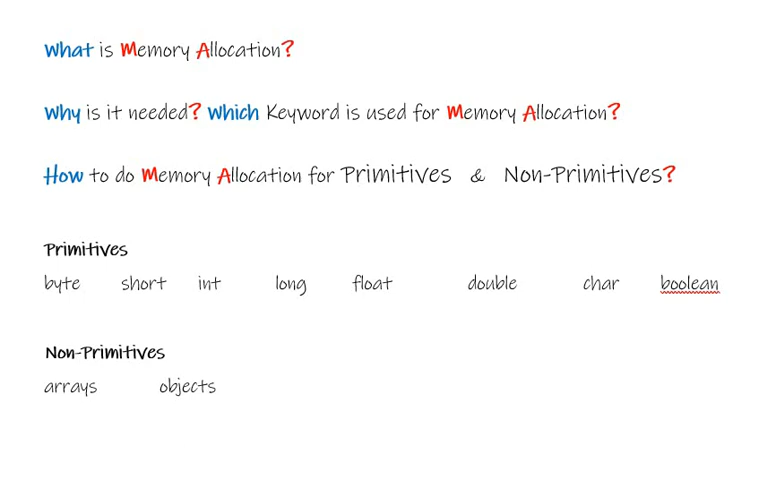 What is Memory Allocation?
Why is it needed? Which Keyword is used for Memory Allocation?
How to do Memory Allocation for Primitives & Non-Primitives?
Primitives
byte short int long float double char boolean
Non-Primitives
arrays objects